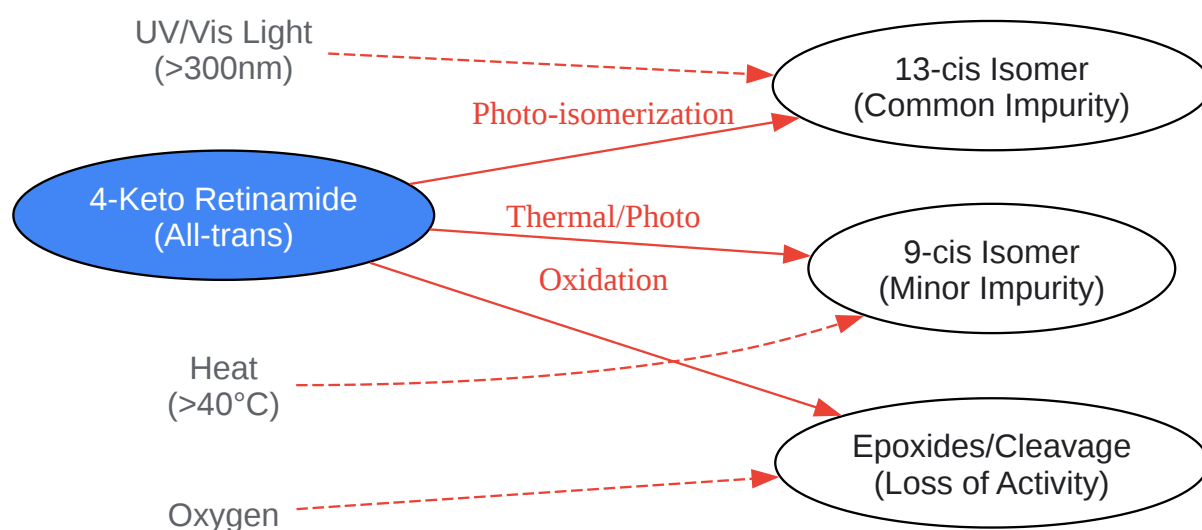 UV/Vis Light
(>300nm)
13-cis Isomer
(Common Impurity)
Photo-isomerization
4-Keto Retinamide
(All-trans)
Thermal/Photo
9-cis Isomer
(Minor Impurity)
Oxidation
Heat
(>40°C)
Epoxides/Cleavage
(Loss of Activity)
Oxygen